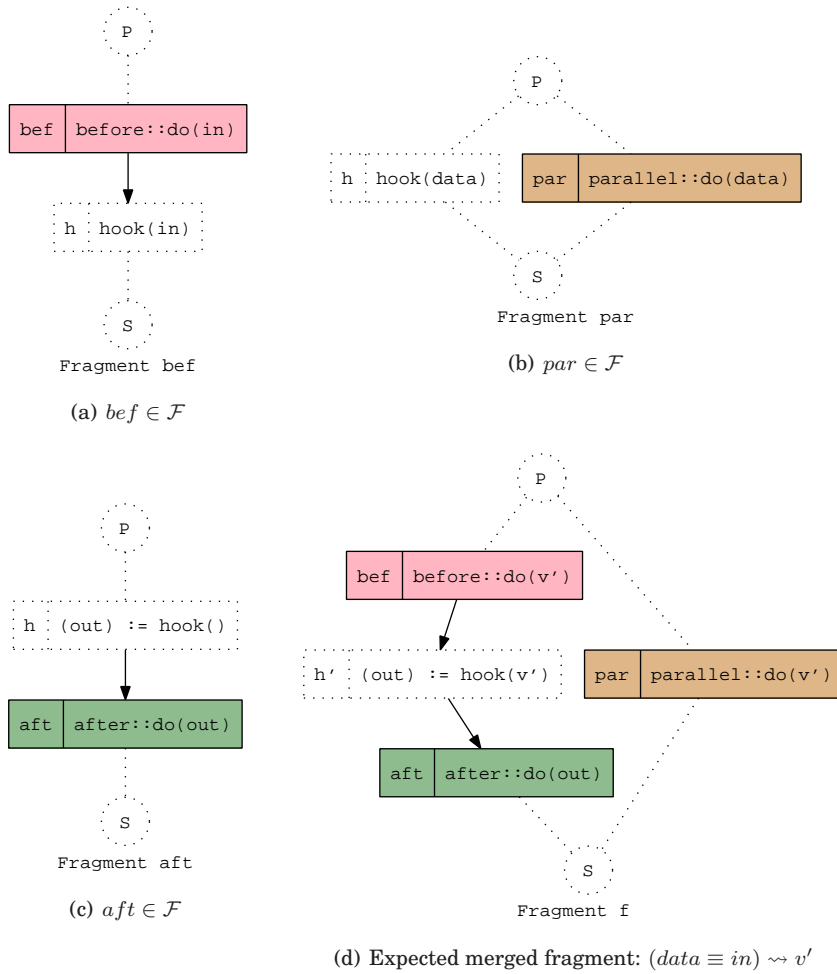 P
bef before::do(in)
h hook(in)
S
Fragment bef
(a) bef ∈ F
P
h hook(data)
par parallel::do(data)
S
Fragment par
(b) par ∈ F
P
h (out) := hook()
aft after::do(out)
S
Fragment aft
(c) aft ∈ F
P
bef before::do(v')
h' (out) := hook(v')
par parallel::do(v')
aft after::do(out)
S
Fragment f
(d) Expected merged fragment: (data ≡ in) ⇝ v′